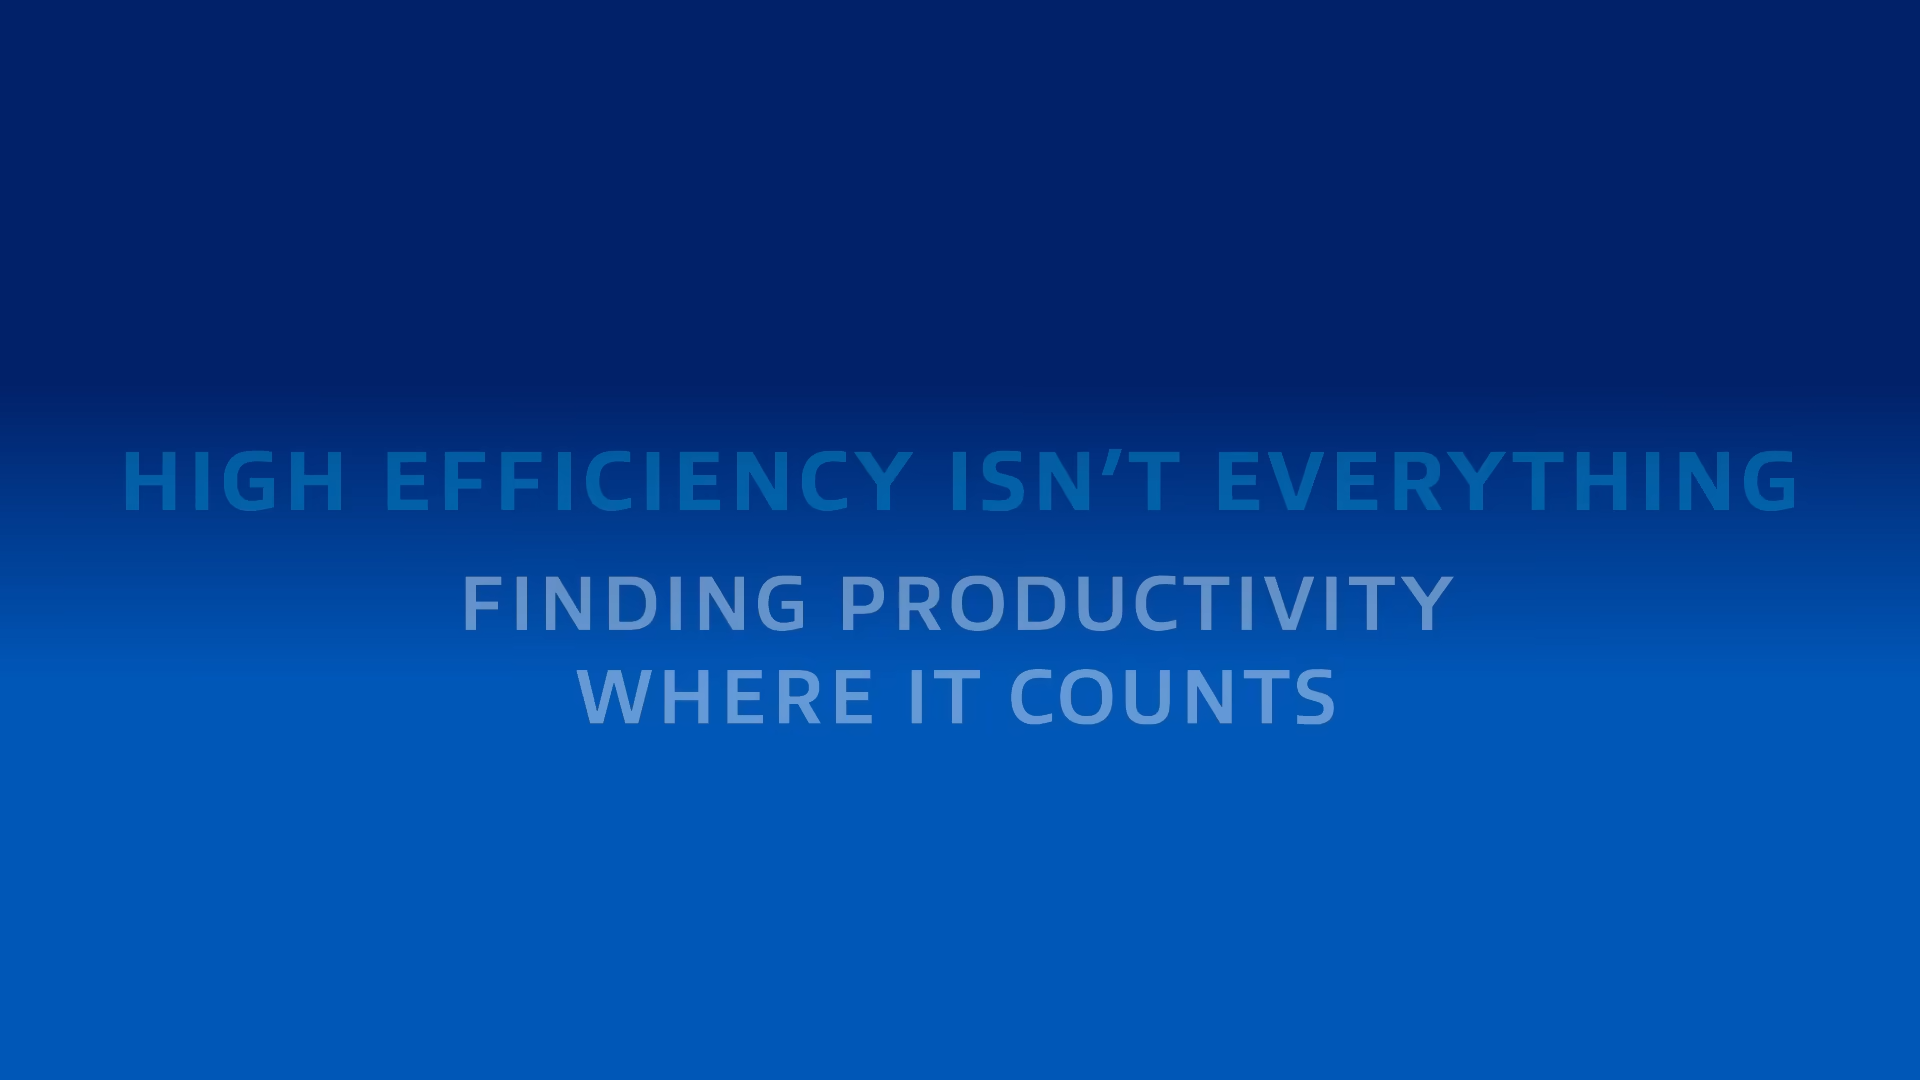 HIGH EFFICIENCY ISN’T EVERYTHING
FINDING PRODUCTIVITY
WHERE IT COUNTS